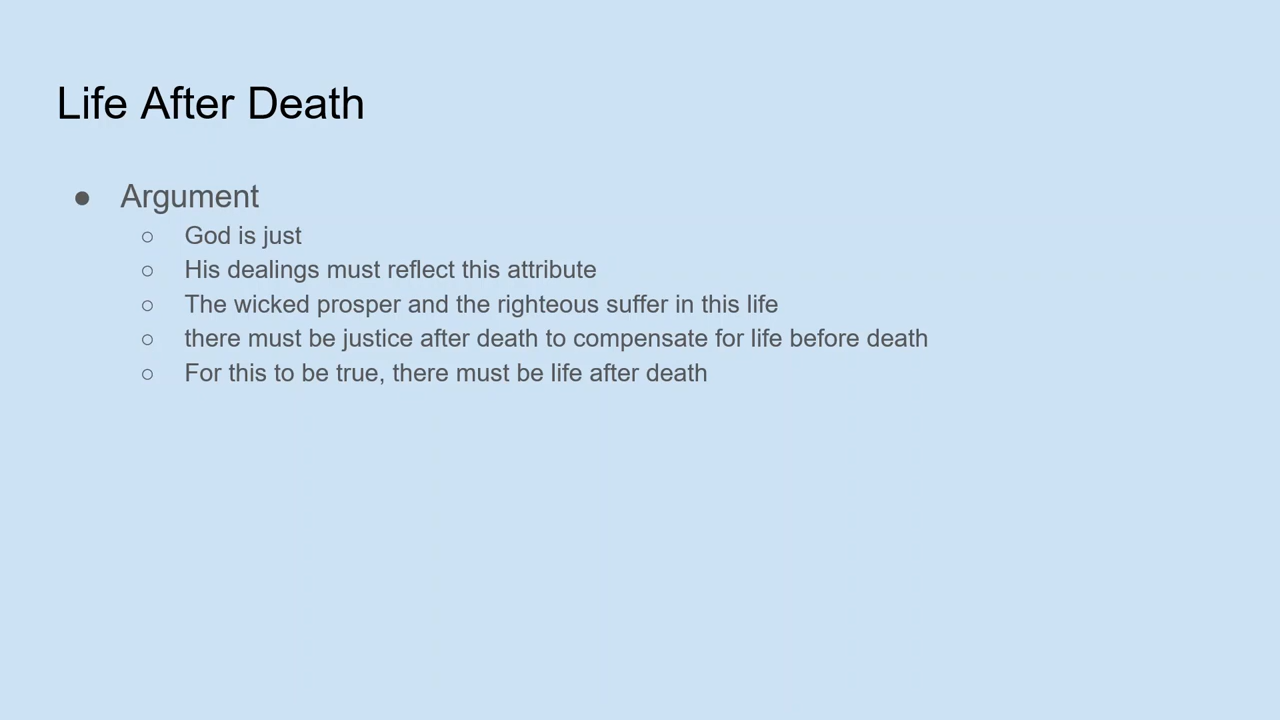 Life After Death
● Argument
○ God is just
○ His dealings must reflect this attribute
○ The wicked prosper and the righteous suffer in this life
○ there must be justice after death to compensate for life before death
○ For this to be true, there must be life after death